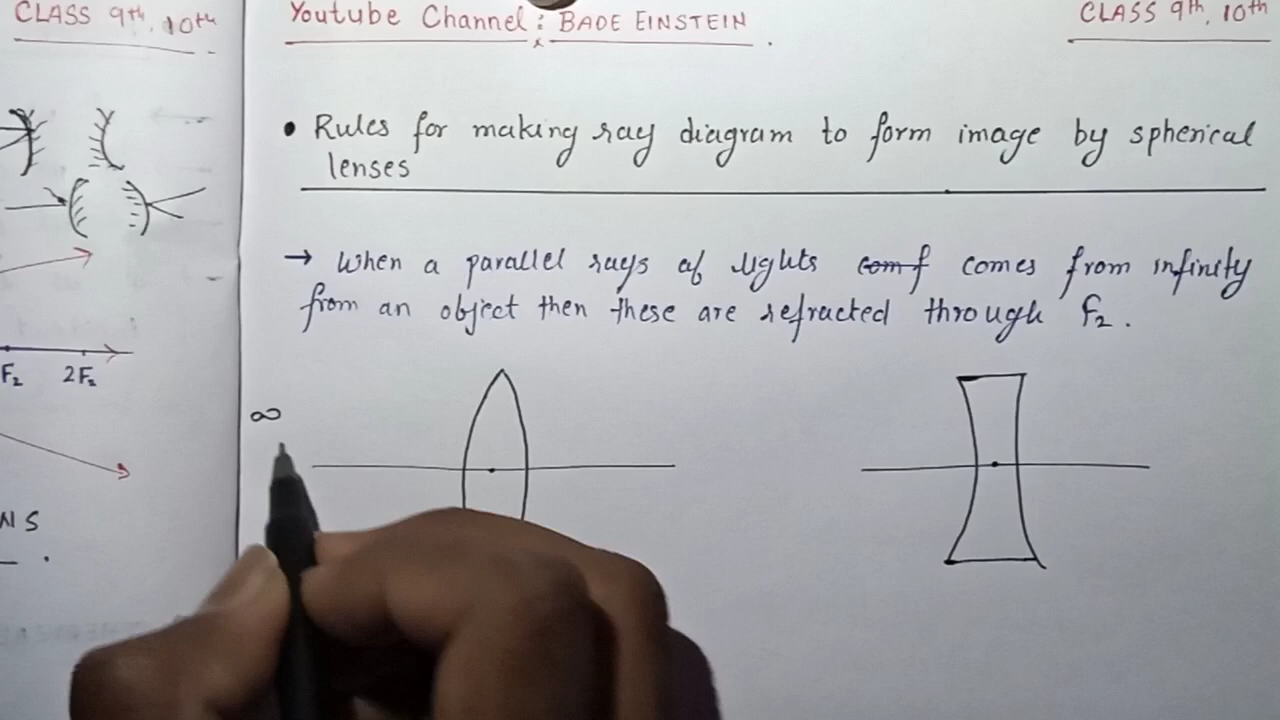 CLASS 9th, 10th
F₂ 2F₂
NS
Youtube Channel: BADE EINSTEIN
CLASS 9th, 10th
• Rules for making ray diagram to form image by spherical
lenses
→ When a parallel rays of lights comf comes from infinity
from an object then these are refracted through F₂.
∞